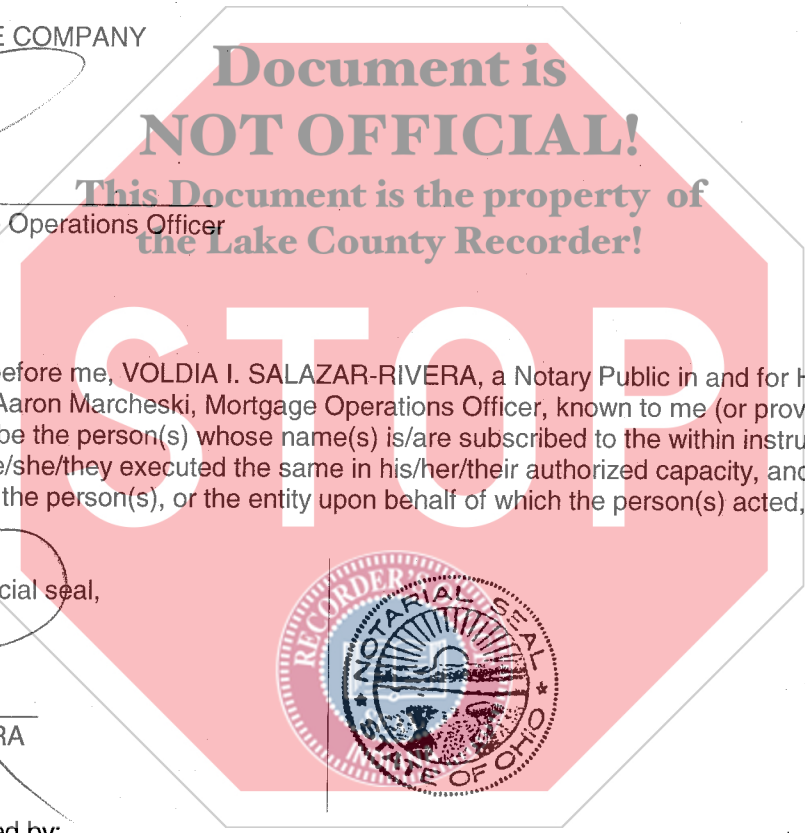 E COMPANY
Document is
NOT OFFICIAL!
This Document is the property of
Operations Officer
the Lake County Recorder!
STOP
efore me, VOLDIA I. SALAZAR-RIVERA, a Notary Public in and for H
Aaron Marcheski, Mortgage Operations Officer, known to me (or prov
be the person(s) whose name(s) is/are subscribed to the within instru
e/she/they executed the same in his/her/their authorized capacity, and
the person(s), or the entity upon behalf of which the person(s) acted,
cial seal,
RECORDER'S
NOTARIAL SEAL
STATE OF OHIO
RA
ed by: